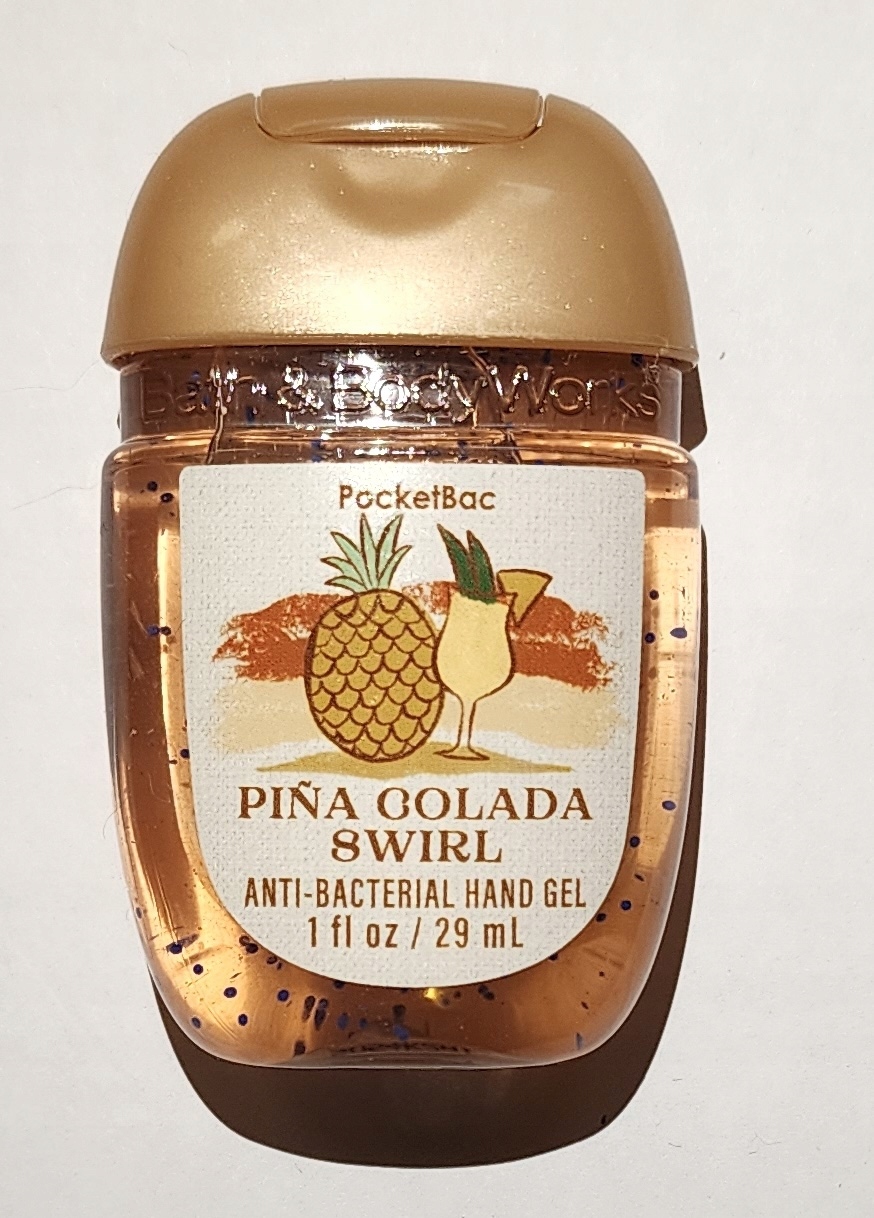 Bath & Body Works
PocketBac
PIÑA COLADA
SWIRL
ANTI-BACTERIAL HAND GEL
1 fl oz / 29 mL